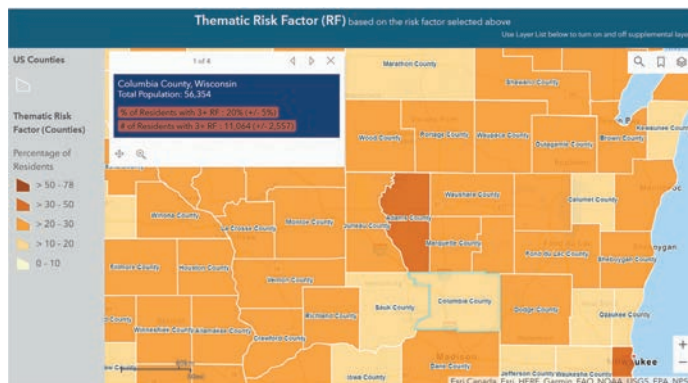 Thematic Risk Factor (RF) based on the risk factor selected above
Use Layer List below to turn on and off supplemental laye
US Counties
Thematic Risk
Factor (Counties)
Percentage of
Residents
> 50 - 78
> 30 - 50
> 20 - 30
> 10 - 20
0 - 10
1 of 4
Columbia County, Wisconsin
Total Population: 56,354
% of Residents with 3+ RF : 20% (+/- 5%)
# of Residents with 3+ RF : 11,064 (+/- 2,557)
Marathon County
Shawano County
Kewaunee County
Brown County
Wood County
Portage County
Waupaca County
Outagamie County
Winona County
La Crosse County
Monroe County
Juneau County
Adams County
Waushara County
Calumet County
Marquette County
Fond du Lac County
Sheboygan County
Fillmore County
Houston County
Vernon County
Sauk County
Columbia County
Dodge County
Ozaukee County
Richland County
Winneshiek County
Allamakee County
Crawford County
Iowa County
Madison
Dane County
Jefferson County
Waukesha County
Esri Canada, Esri, HERE, Garmin, FAO, NOAA, USGS, EPA, NPS